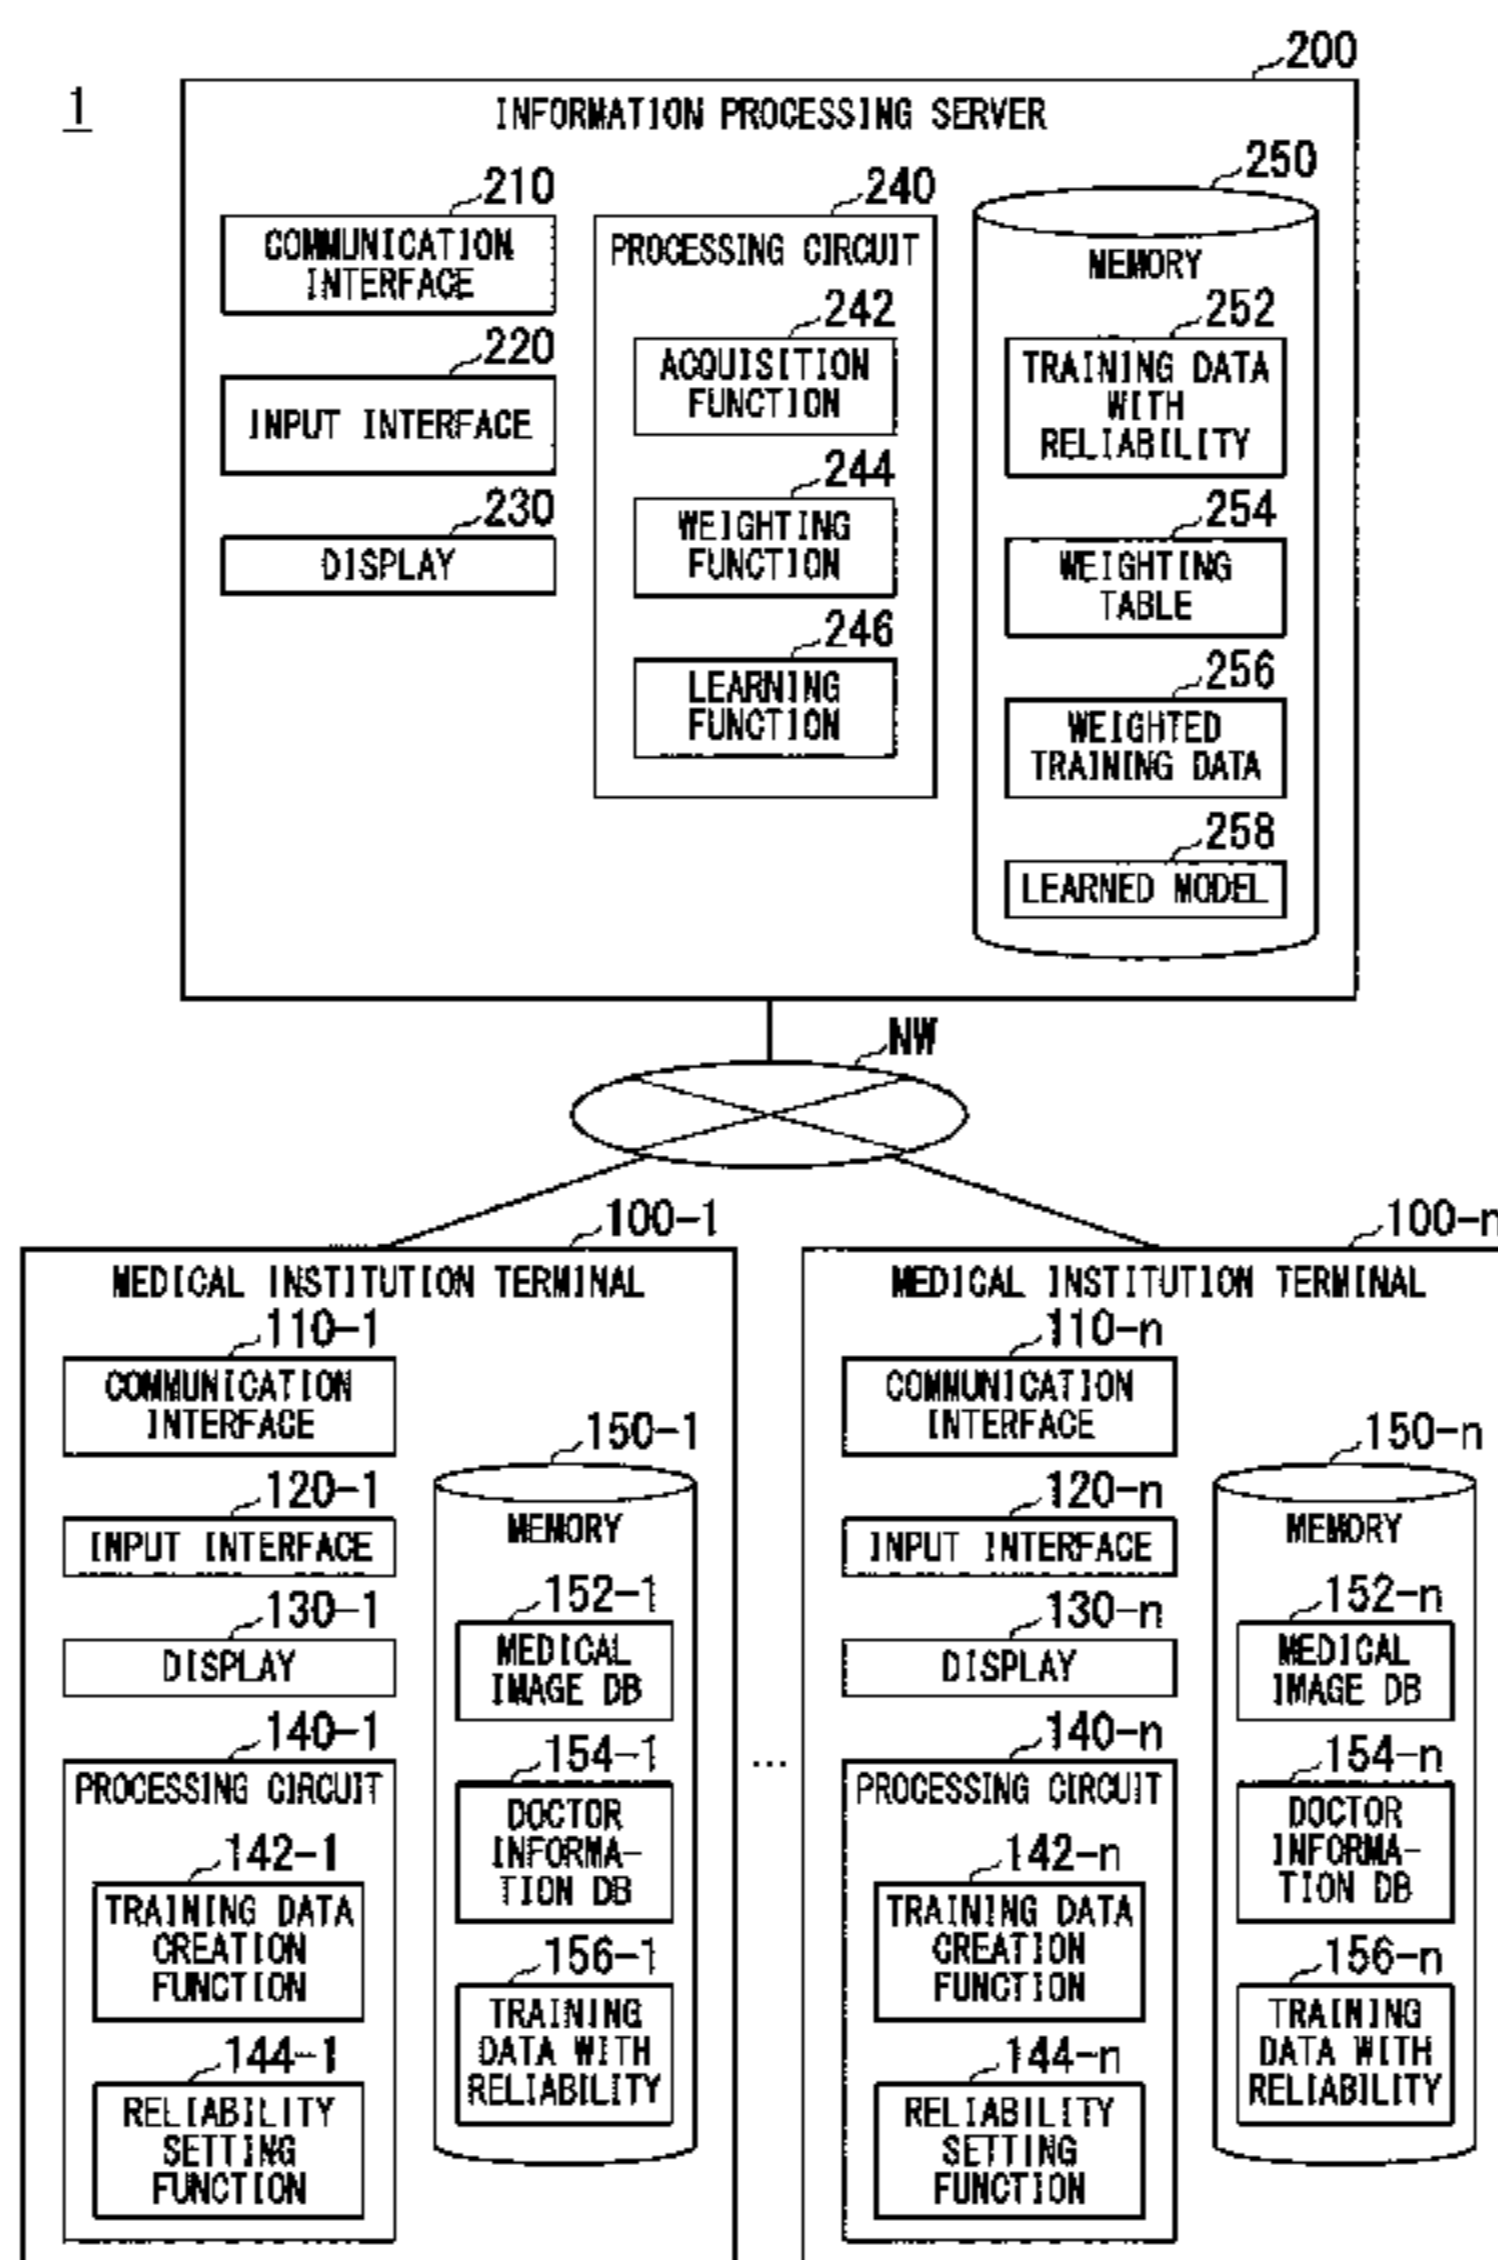 1
200
INFORMATION PROCESSING SERVER
210
COMMUNICATION
INTERFACE
220
INPUT INTERFACE
230
DISPLAY
240
PROCESSING CIRCUIT
242
ACQUISITION
FUNCTION
244
WEIGHTING
FUNCTION
246
LEARNING
FUNCTION
250
MEMORY
252
TRAINING DATA
WITH
RELIABILITY
254
WEIGHTING
TABLE
256
WEIGHTED
TRAINING DATA
258
LEARNED MODEL
NW
100-1
MEDICAL INSTITUTION TERMINAL
110-1
COMMUNICATION
INTERFACE
120-1
INPUT INTERFACE
130-1
DISPLAY
140-1
PROCESSING CIRCUIT
142-1
TRAINING DATA
CREATION
FUNCTION
144-1
RELIABILITY
SETTING
FUNCTION
150-1
MEMORY
152-1
MEDICAL
IMAGE DB
154-1
DOCTOR
INFORMA-
TION DB
156-1
TRAINING
DATA WITH
RELIABILITY
...
100-n
MEDICAL INSTITUTION TERMINAL
110-n
COMMUNICATION
INTERFACE
120-n
INPUT INTERFACE
130-n
DISPLAY
140-n
PROCESSING CIRCUIT
142-n
TRAINING DATA
CREATION
FUNCTION
144-n
RELIABILITY
SETTING
FUNCTION
150-n
MEMORY
152-n
MEDICAL
IMAGE DB
154-n
DOCTOR
INFORMA-
TION DB
156-n
TRAINING
DATA WITH
RELIABILITY